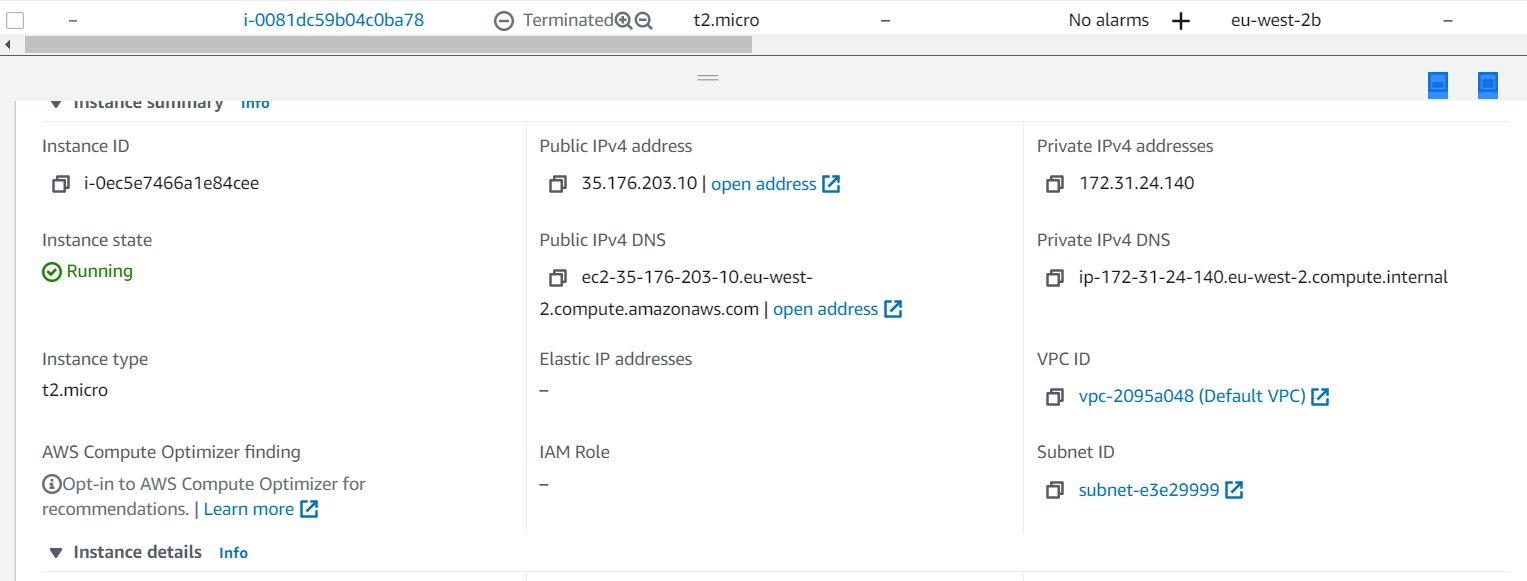 – i-0081dc59b04c0ba78 Terminated t2.micro – No alarms + eu-west-2b –
Instance summary Info
Instance ID
i-0ec5e7466a1e84cee
Public IPv4 address
35.176.203.10 | open address
Private IPv4 addresses
172.31.24.140
Instance state
Running
Public IPv4 DNS
ec2-35-176-203-10.eu-west-
2.compute.amazonaws.com | open address
Private IPv4 DNS
ip-172-31-24-140.eu-west-2.compute.internal
Instance type
t2.micro
Elastic IP addresses
–
VPC ID
vpc-2095a048 (Default VPC)
AWS Compute Optimizer finding
Opt-in to AWS Compute Optimizer for
recommendations. | Learn more
IAM Role
–
Subnet ID
subnet-e3e29999
Instance details Info